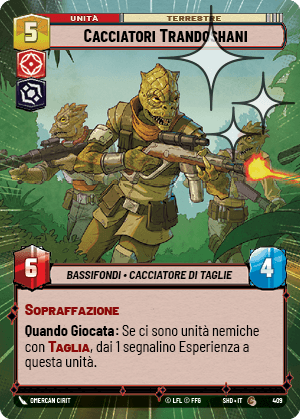 UNITÀ
TERRESTRE
5
CACCIATORI TRANDOSHANI
6
4
BASSIFONDI • CACCIATORE DI TAGLIE
SOPRAFFAZIONE
Quando Giocata: Se ci sono unità nemiche
con TAGLIA, dai 1 segnalino Esperienza a
questa unità.
OMERCAN CIRIT
© LFL © FFG
SHD • IT
409